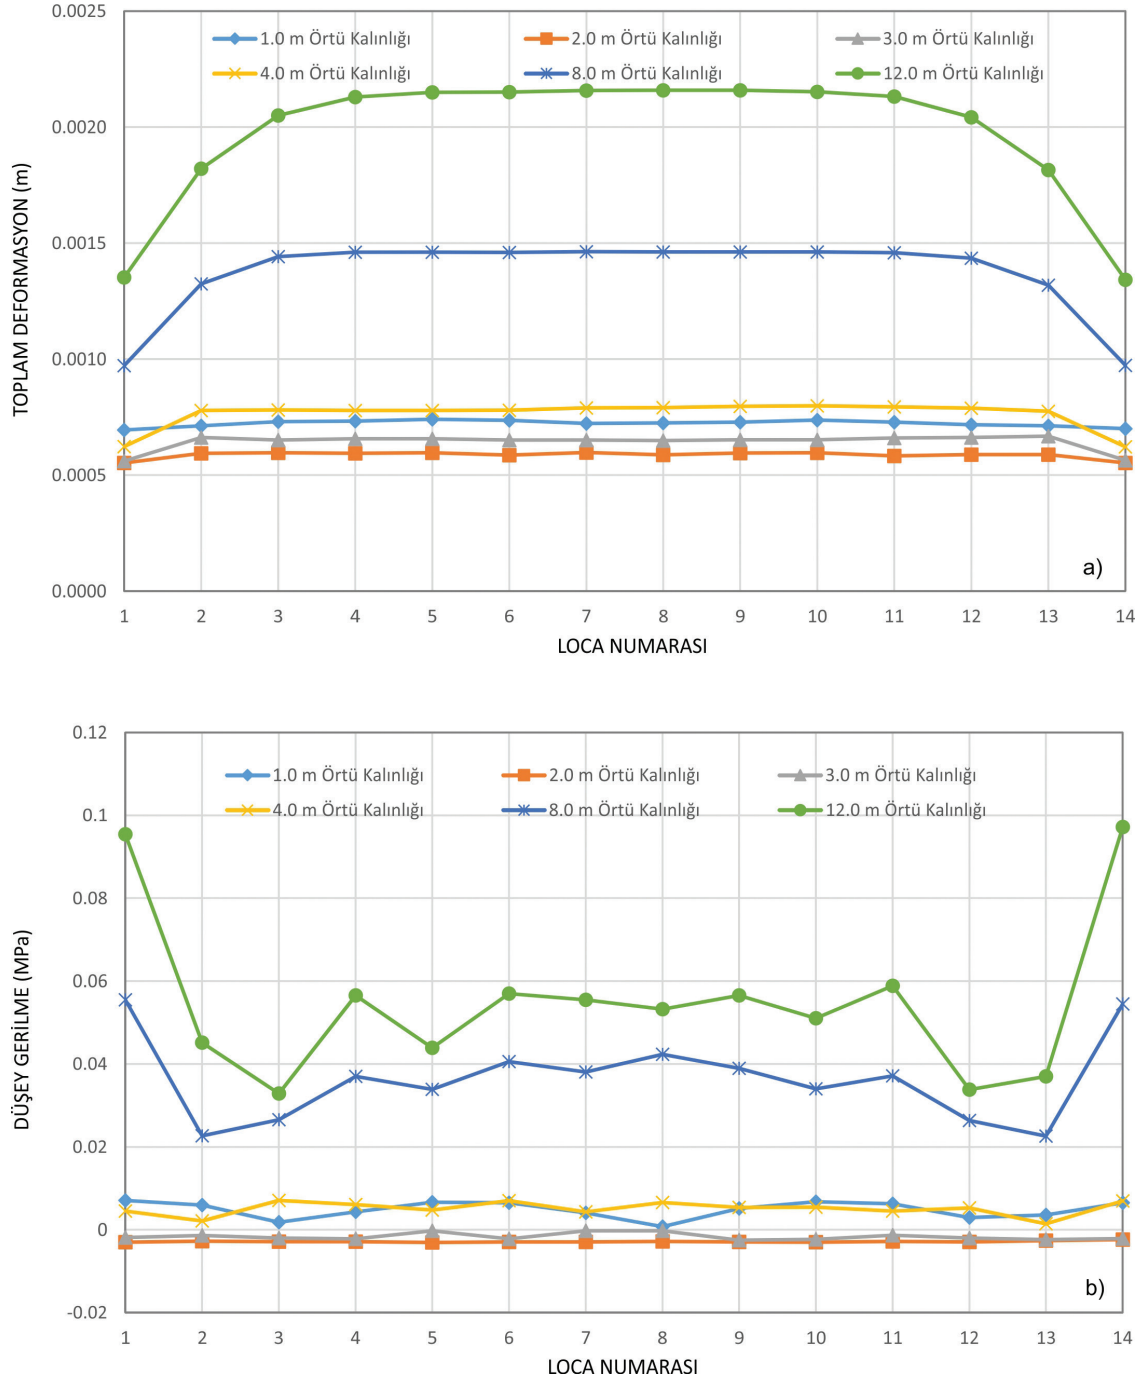 0.0025
1.0 m Örtü Kalınlığı 2.0 m Örtü Kalınlığı 3.0 m Örtü Kalınlığı
4.0 m Örtü Kalınlığı 8.0 m Örtü Kalınlığı 12.0 m Örtü Kalınlığı
0.0020
0.0015
0.0010
0.0005
0.0000
TOPLAM DEFORMASYON (m)
a)
1 2 3 4 5 6 7 8 9 10 11 12 13 14
LOCA NUMARASI
0.12
1.0 m Örtü Kalınlığı 2.0 m Örtü Kalınlığı 3.0 m Örtü Kalınlığı
4.0 m Örtü Kalınlığı 8.0 m Örtü Kalınlığı 12.0 m Örtü Kalınlığı
0.1
0.08
0.06
0.04
0.02
0
-0.02
DÜŞEY GERİLME (MPa)
b)
1 2 3 4 5 6 7 8 9 10 11 12 13 14
LOCA NUMARASI